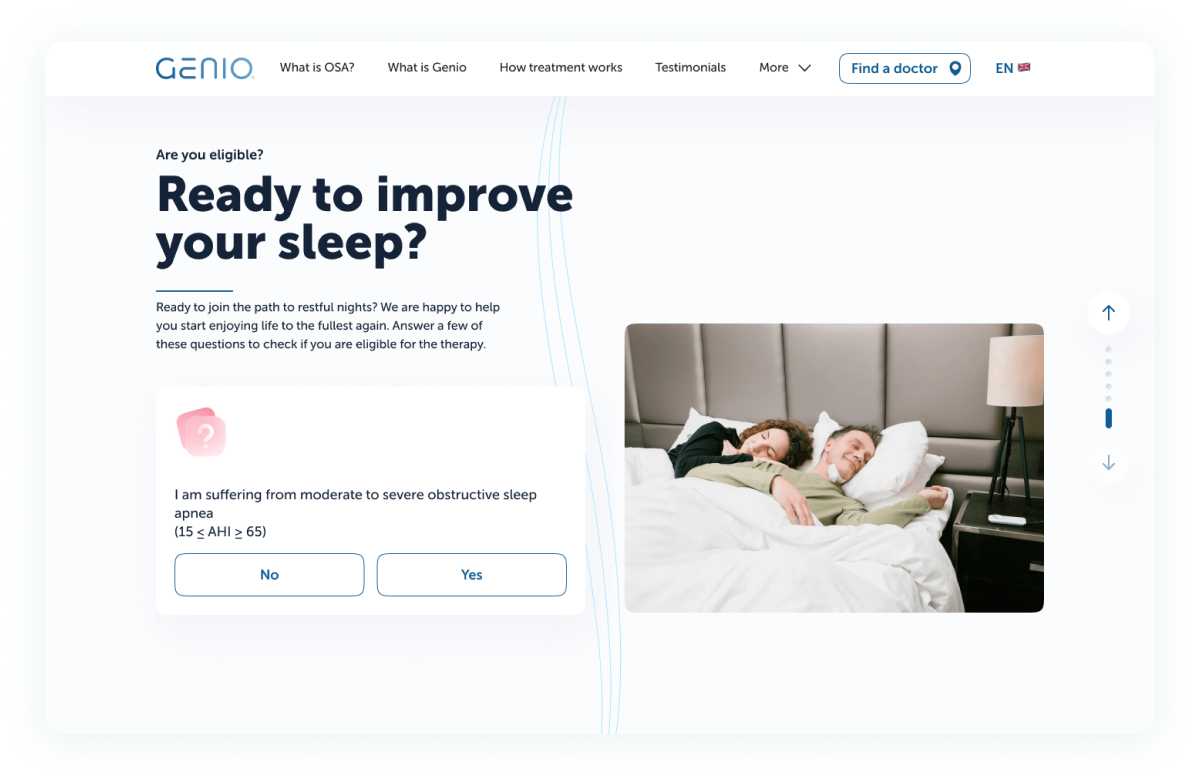 GENIO
What is OSA?
What is Genio
How treatment works
Testimonials
More
Find a doctor
EN
Are you eligible?
Ready to improve
your sleep?
Ready to join the path to restful nights? We are happy to help
you start enjoying life to the fullest again. Answer a few of
these questions to check if you are eligible for the therapy.
?
I am suffering from moderate to severe obstructive sleep
apnea
(15 ≤ AHI ≥ 65)
No
Yes